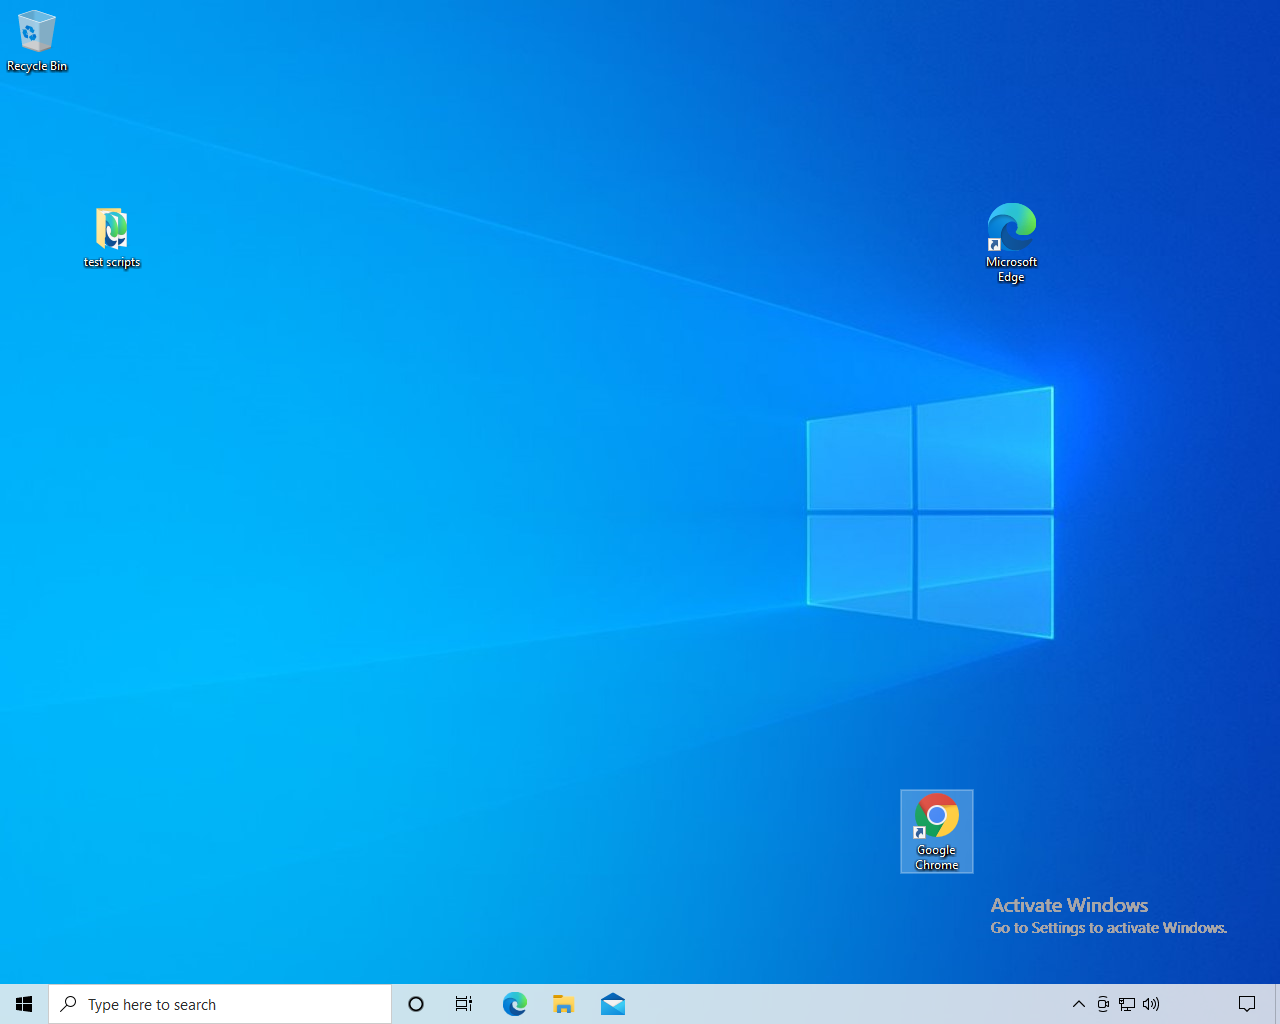 Recycle Bin
test scripts
Microsoft
Edge
Google
Chrome
Activate Windows
Go to Settings to activate Windows.
Type here to search